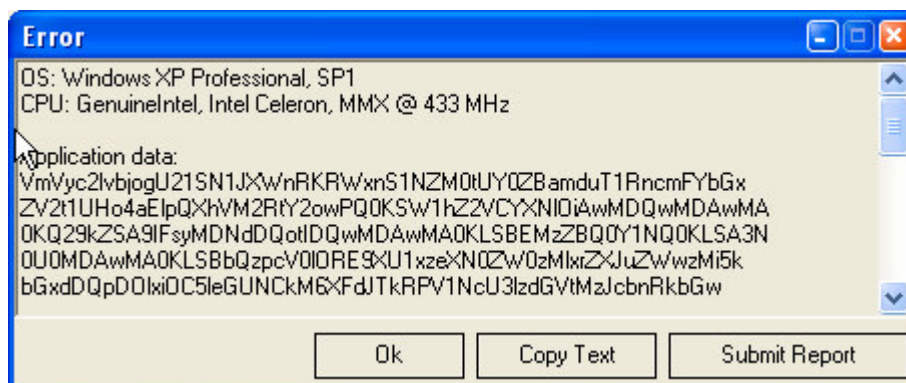 Error
OS: Windows XP Professional, SP1
CPU: GenuineIntel, Intel Celeron, MMX @ 433 MHz
Application data:
VmVyc2lvbjogU21SN1JXWnRKRWxnS1NZM0tUY0ZBamduT1RncmFYbGx
ZV2t1UHo4aElpQXhVM2RtY2owPQ0KSW1hZ2VCYXNlOiAwMDQwMDAwMA
0KQ29kZSA9IFsyMDNdDQotIDQwMDAwMA0KLSBEMzZBQ0Y1NQ0KLSA3N
0U0MDAwMA0KLSBbQzpcV0lORE9XU1xzeXN0ZW0zMlxrZXJuZWwzMi5k
bGxdDQpDOlxiOC5leGUNCkM6XFdJTkRPV1NcU3lzdGVtMzJcbnRkbGw
Ok Copy Text Submit Report